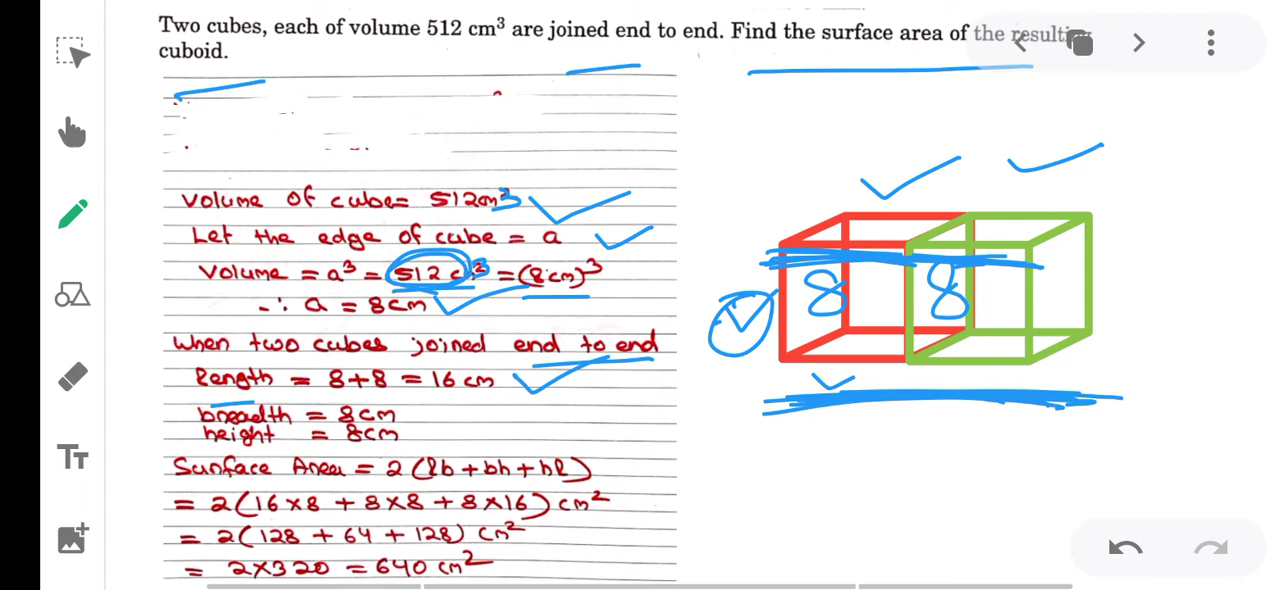 Two cubes, each of volume 512 cm³ are joined end to end. Find the surface area of the resulting
cuboid.
Volume of cube= 512cm³
Let the edge of cube = a
Volume = a³ = 512 c³ = (8cm)³
∴ a = 8cm
When two cubes joined end to end
length = 8+8 = 16 cm
breadth = 8cm
height = 8cm
Surface Area = 2 (lb + bh + hl)
= 2(16×8 + 8×8 + 8×16) cm²
= 2(128 + 64 + 128) cm²
= 2×320 = 640 cm²
8 8
TT